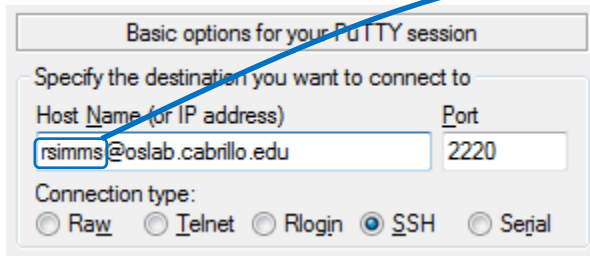 Basic options for your PuTTY session
Specify the destination you want to connect to
Host Name (or IP address) Port
rsimms@oslab.cabrillo.edu 2220
Connection type:
Raw Telnet Rlogin SSH Serial